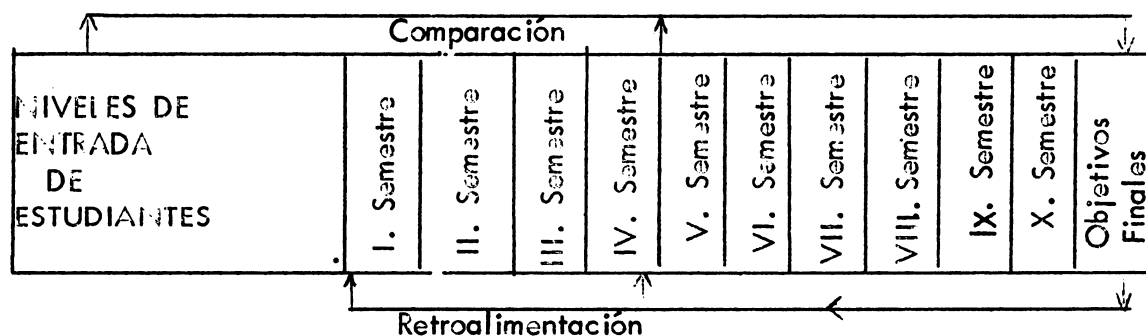 Comparación
NIVELES DE
ENTRADA
DE
ESTUDIANTES
I. Semestre
II. Semestre
III. Semestre
IV. Semestre
V. Semestre
VI. Semestre
VII. Semestre
VIII. Semestre
IX. Semestre
X. Semestre
Objetivos
Finales
Retroalimentación